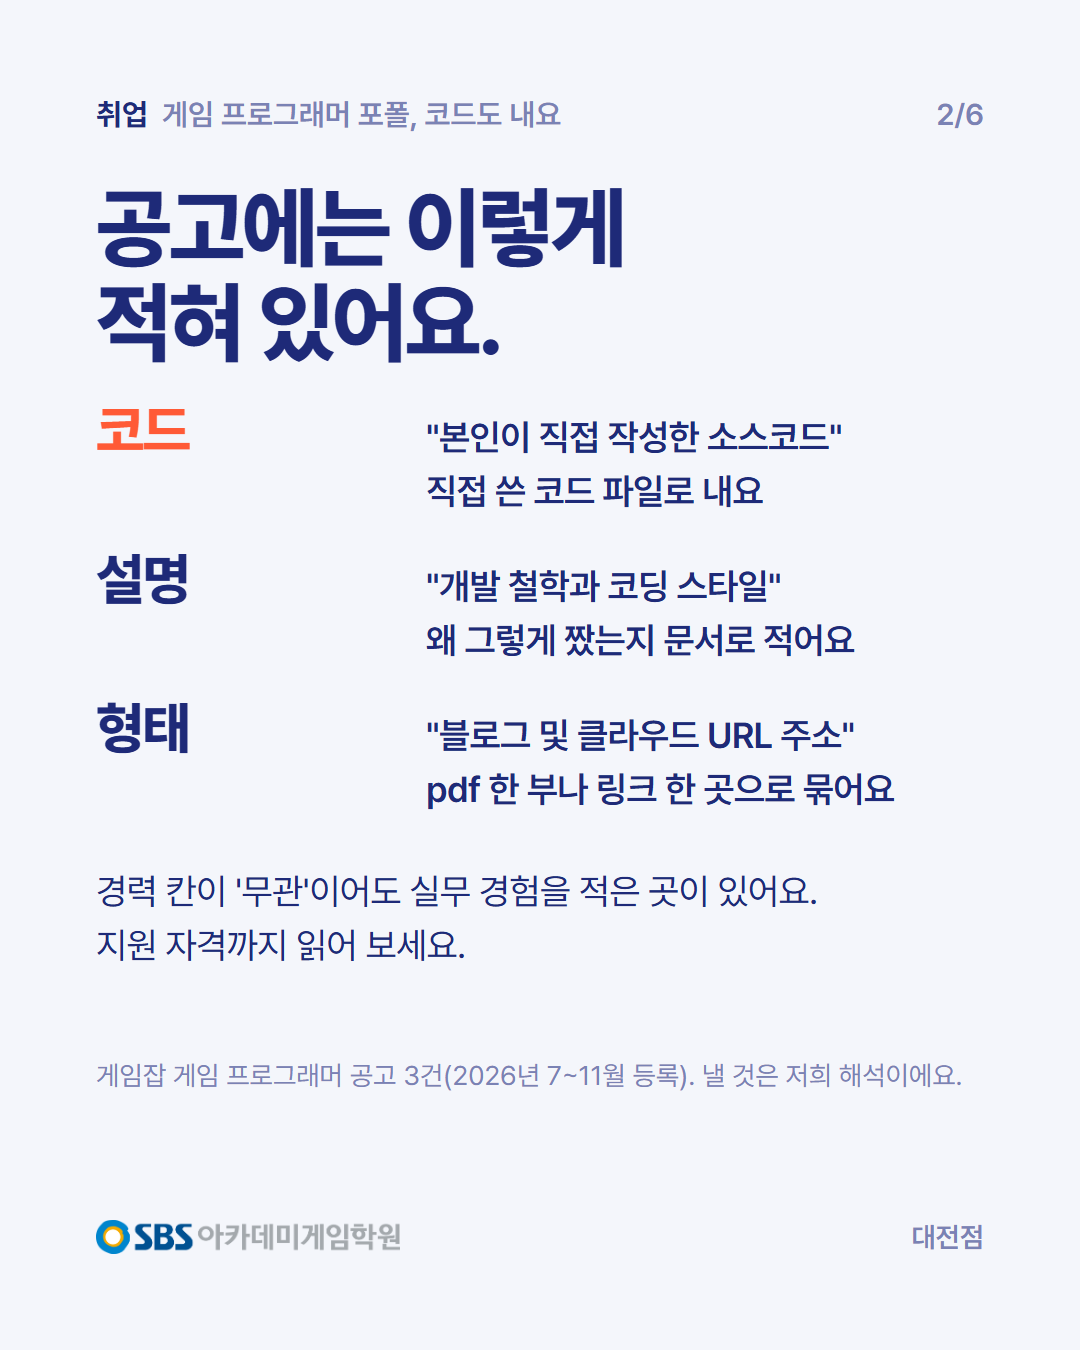 취업 게임 프로그래머 포폴, 코드도 내요
2/6
공고에는 이렇게
적혀 있어요.
코드
"본인이 직접 작성한 소스코드"
직접 쓴 코드 파일로 내요
설명
"개발 철학과 코딩 스타일"
왜 그렇게 짰는지 문서로 적어요
형태
"블로그 및 클라우드 URL 주소"
pdf 한 부나 링크 한 곳으로 묶어요
경력 칸이 '무관'이어도 실무 경험을 적은 곳이 있어요.
지원 자격까지 읽어 보세요.
게임잡 게임 프로그래머 공고 3건(2026년 7~11월 등록). 낼 것은 저희 해석이에요.
SBS 아카데미게임학원
대전점